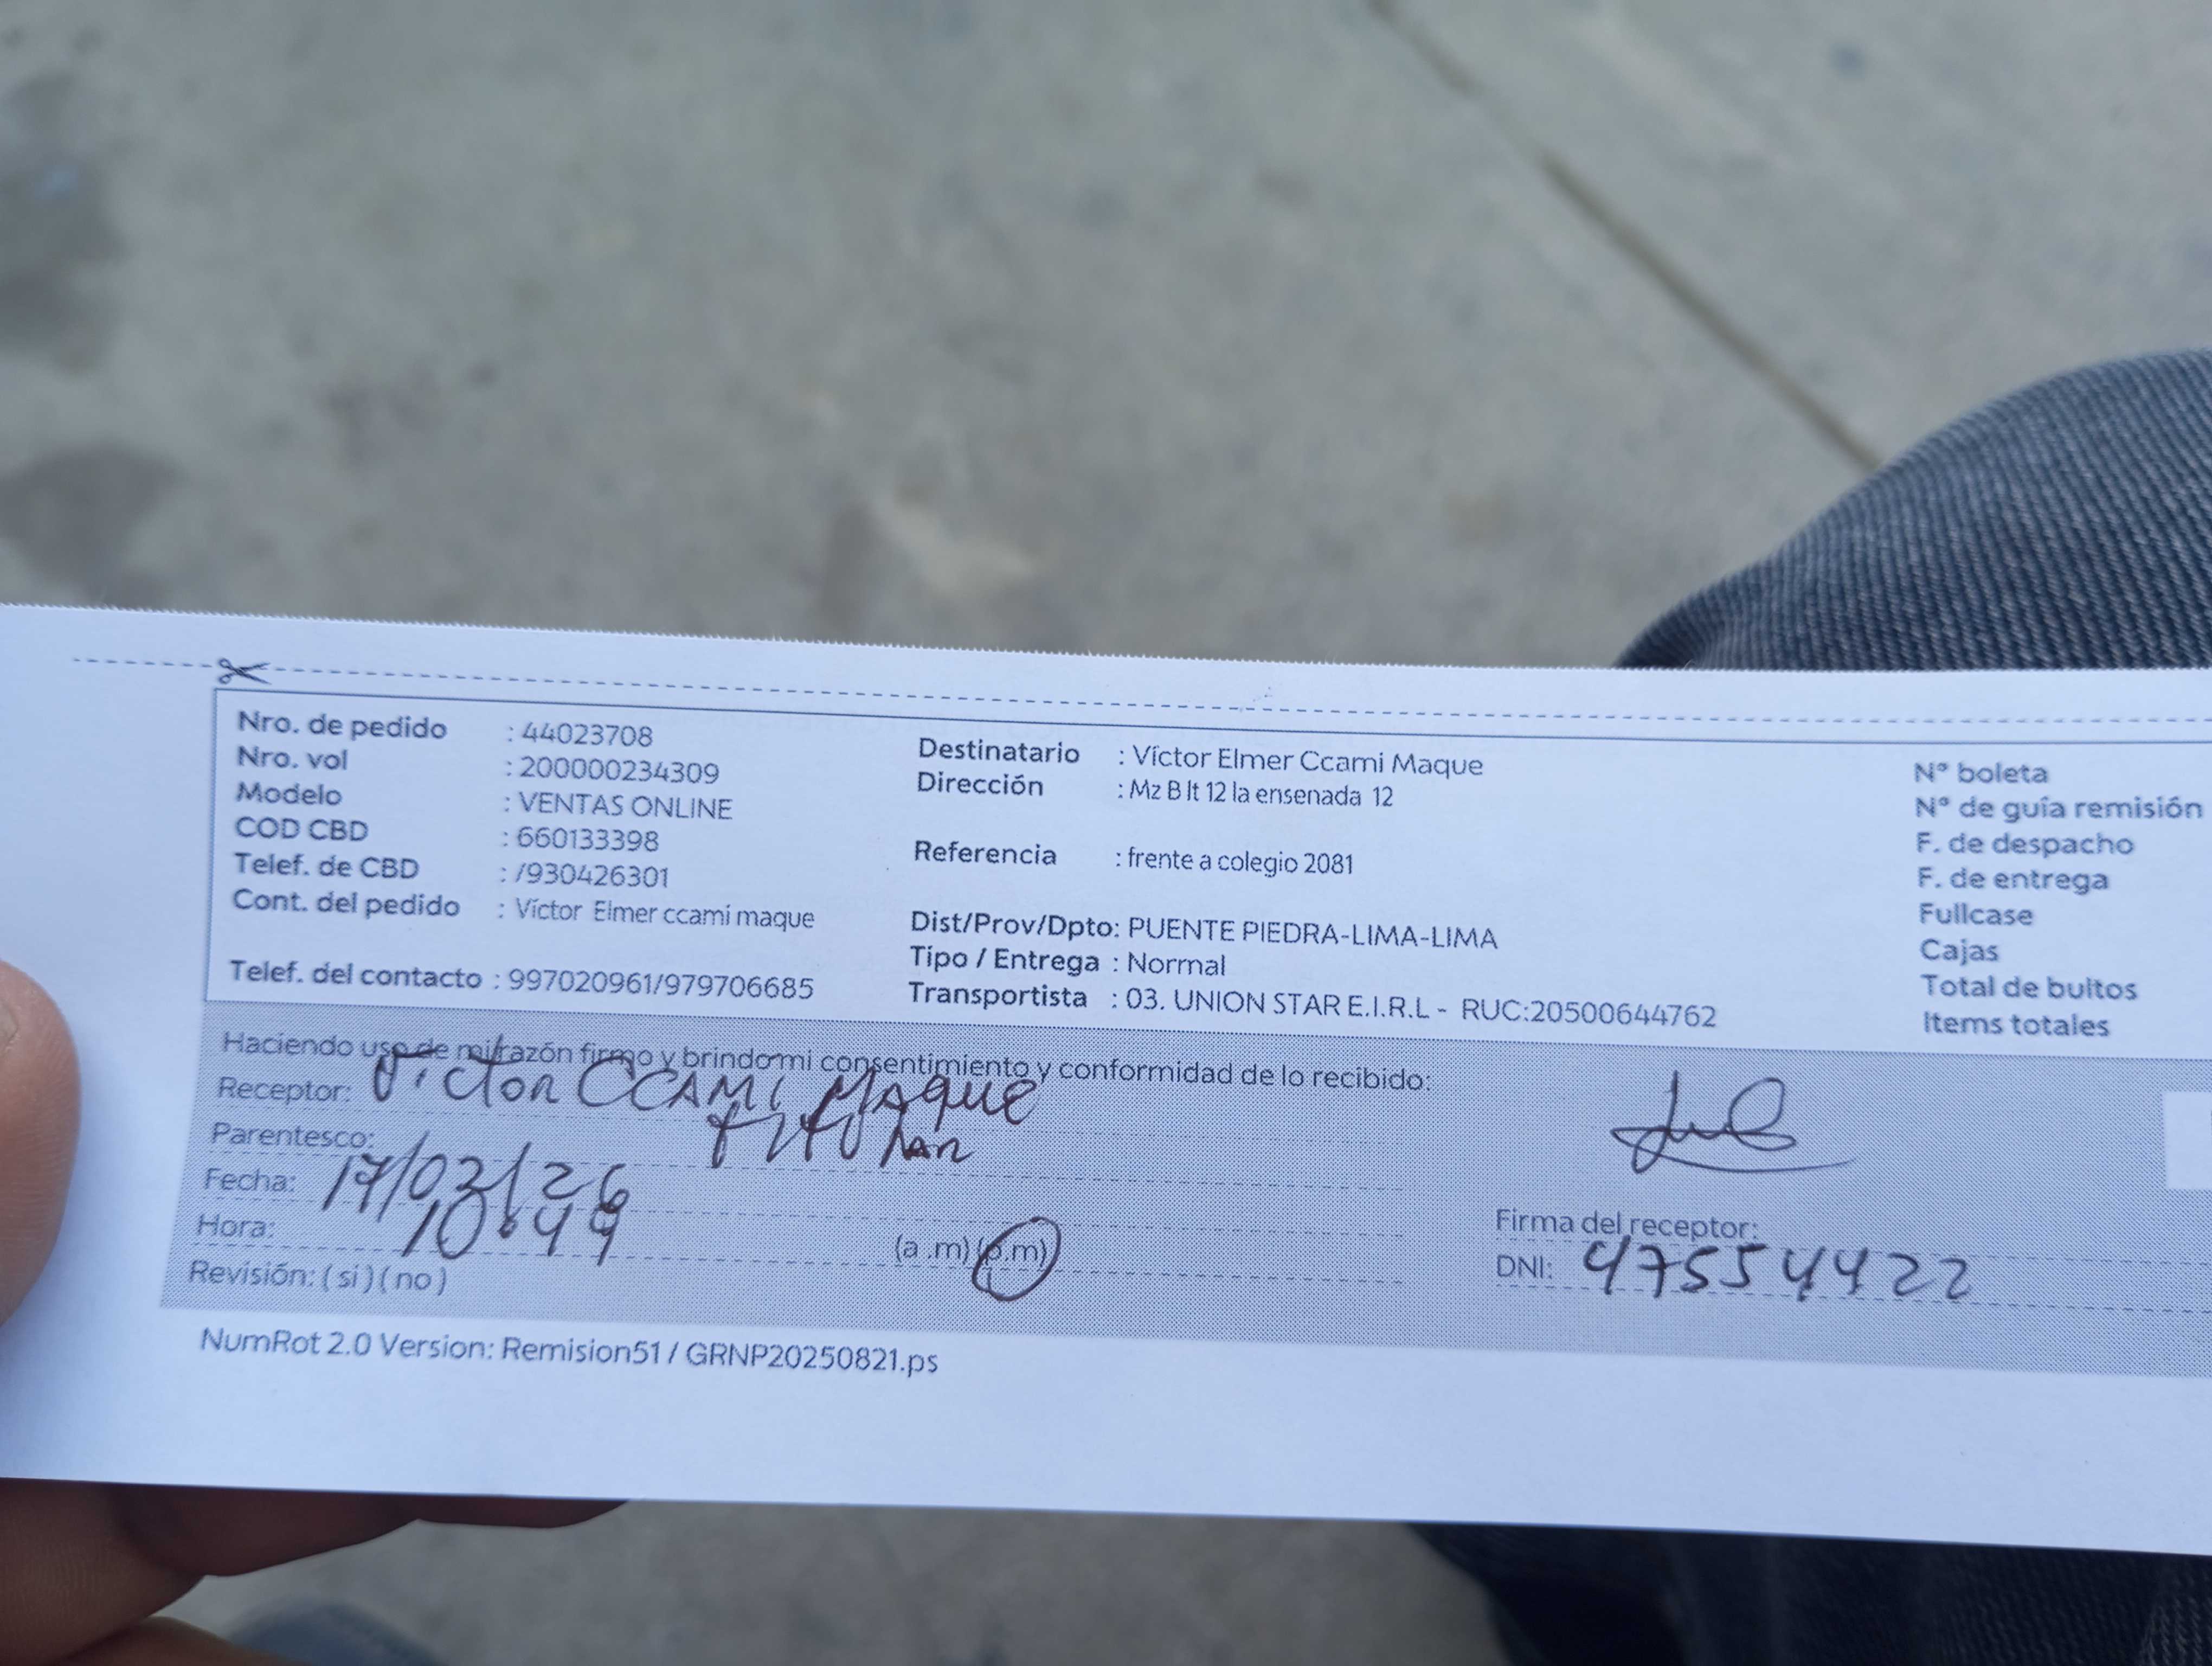 Nro. de pedido : 44023708
Nro. vol : 200000234309
Modelo : VENTAS ONLINE
COD CBD : 660133398
Telef. de CBD : /930426301
Cont. del pedido : Víctor Elmer ccami maque
Telef. del contacto : 997020961/979706685
Destinatario : Víctor Elmer Ccami Maque
Dirección : Mz B lt 12 la ensenada 12
Referencia : frente a colegio 2081
Dist/Prov/Dpto: PUENTE PIEDRA-LIMA-LIMA
Tipo / Entrega : Normal
Transportista : 03. UNION STAR E.I.R.L - RUC:20500644762
N° boleta
N° de guía remisión
F. de despacho
F. de entrega
Fullcase
Cajas
Total de bultos
Items totales
Haciendo uso de mi razón firmo y brindo mi consentimiento y conformidad de lo recibido:
Receptor: Victor CCAMI MAque
Parentesco:
Fecha: 17/02/26
Hora: 10:49 (a .m) (p.m)
Revisión: ( si ) ( no )
Firma del receptor:
DNI: 47554422
NumRot 2.0 Version: Remision51 / GRNP20250821.ps